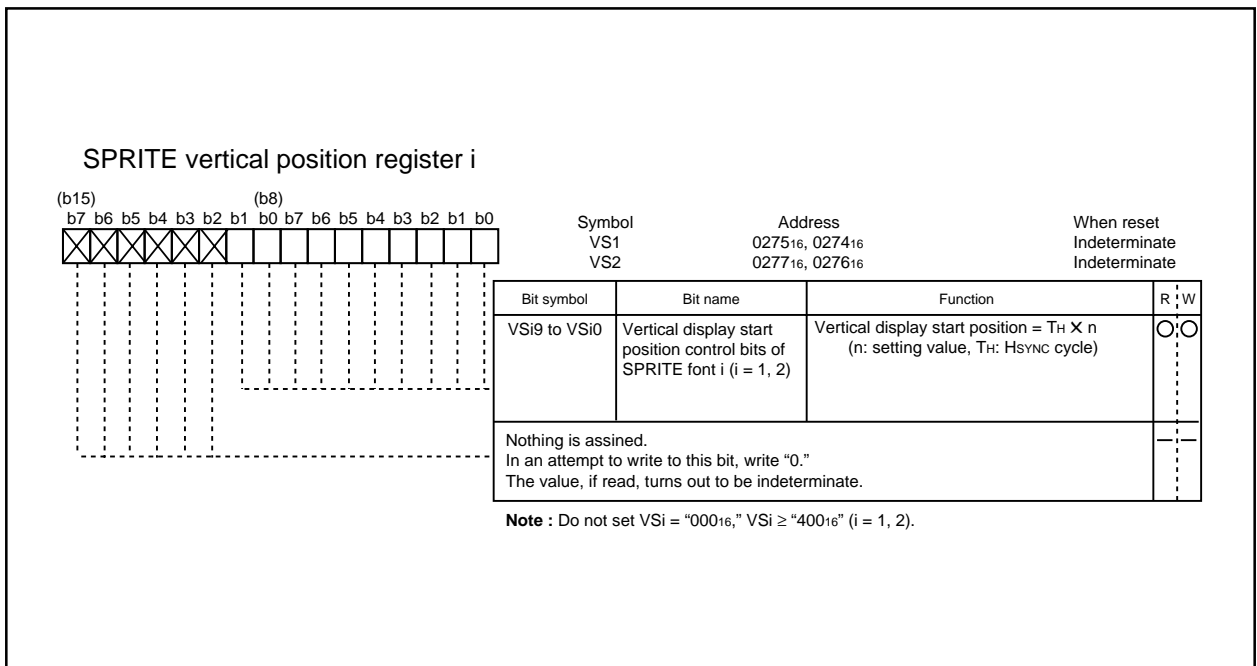 SPRITE vertical position register i
(b15) (b8)
b7 b6 b5 b4 b3 b2 b1 b0 b7 b6 b5 b4 b3 b2 b1 b0
Symbol Address When reset
VS1 027516, 027416 Indeterminate
VS2 027716, 027616 Indeterminate
Bit symbol Bit name Function R W
VSi9 to VSi0 Vertical display start Vertical display start position = TH X n
position control bits of (n: setting value, TH: HSYNC cycle)
SPRITE font i (i = 1, 2)
Nothing is assined.
In an attempt to write to this bit, write “0.”
The value, if read, turns out to be indeterminate.
Note : Do not set VSi = “00016,” VSi ≥ “40016” (i = 1, 2).